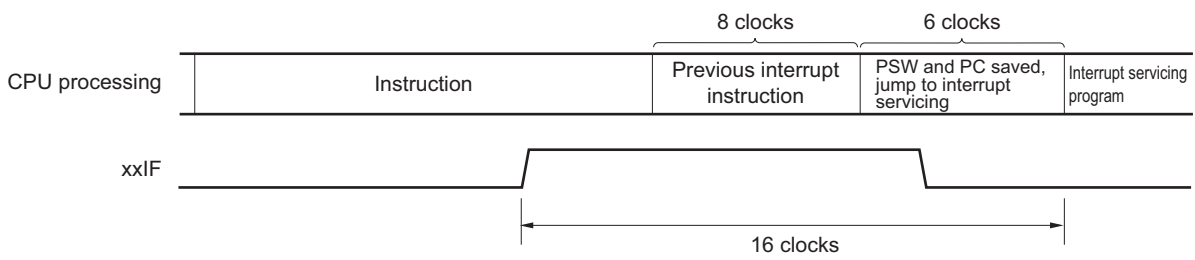 8 clocks
6 clocks
CPU processing
Instruction
Previous interrupt
instruction
PSW and PC saved,
jump to interrupt
servicing
Interrupt servicing
program
xxIF
16 clocks